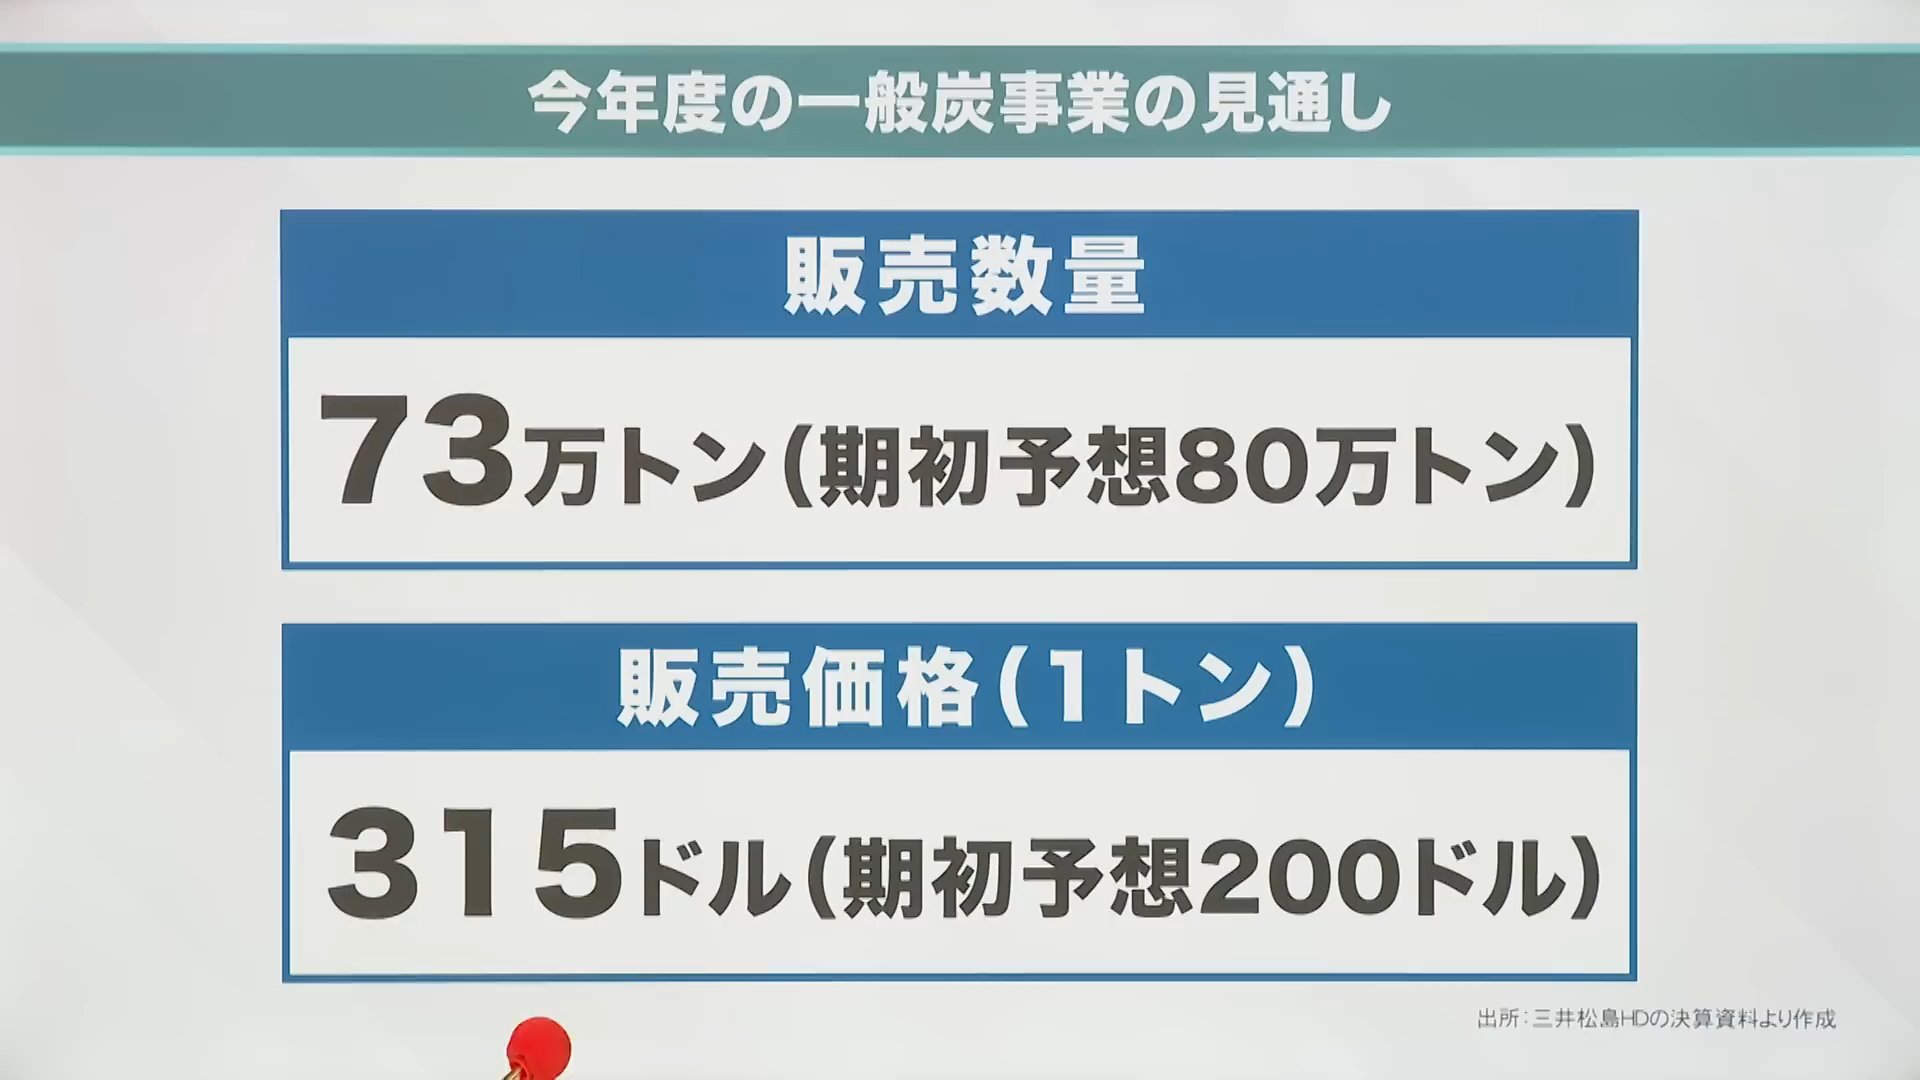 今年度の一般炭事業の見通し
販売数量
73万トン(期初予想80万トン)
販売価格(1トン)
315ドル(期初予想200ドル)
出所:三井松島HDの決算資料より作成